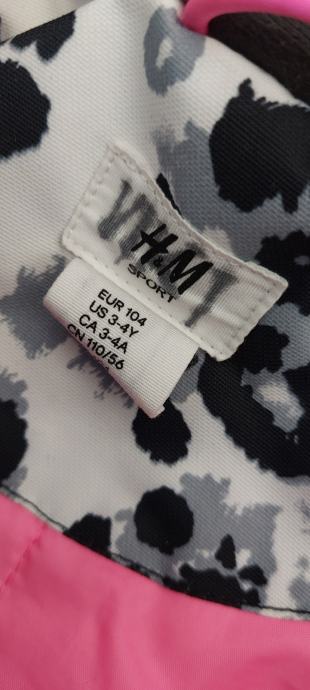 H&M
SPORT
EUR 104
US 3-4Y
CA 3-4A
CN 110/56